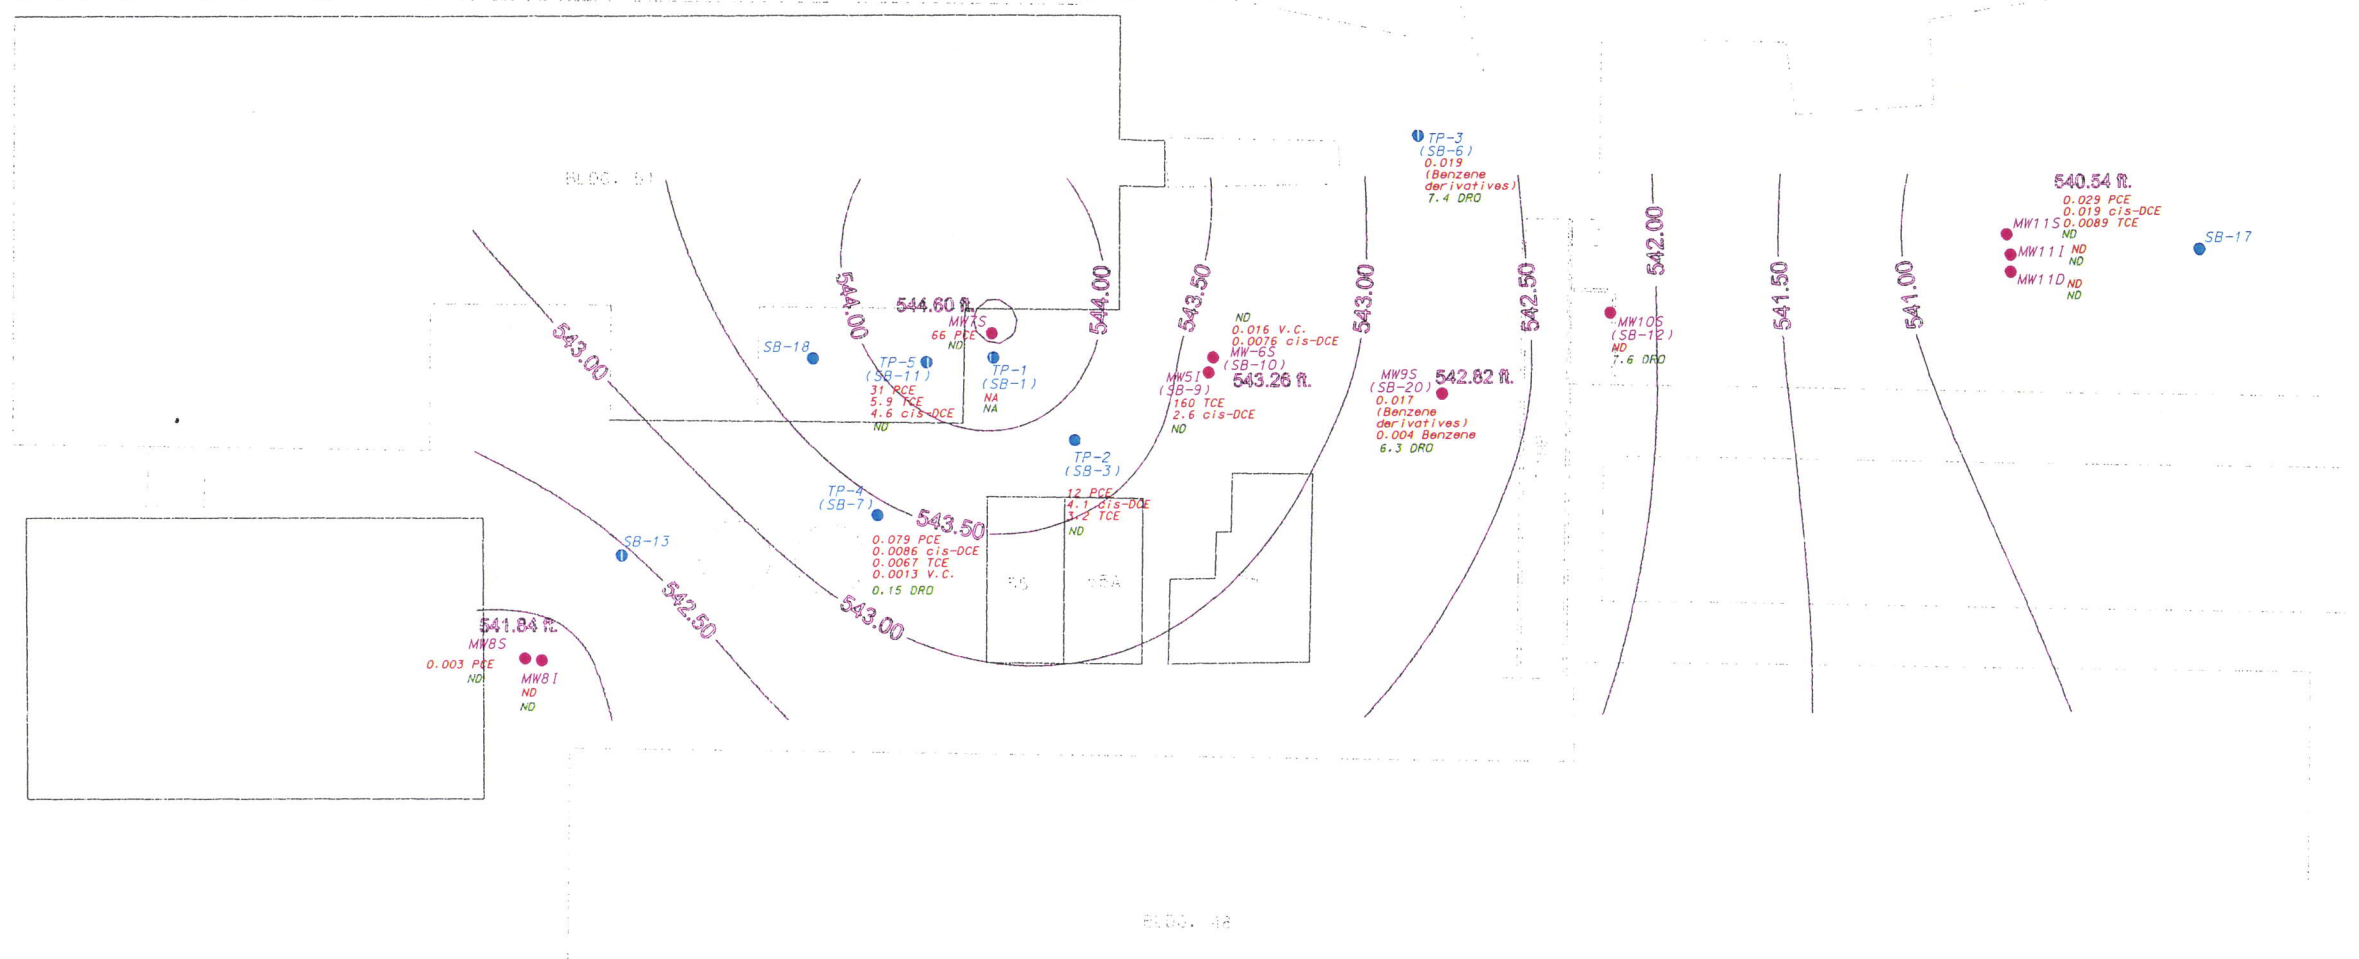 BLDG. 51
TP-3
(SB-6)
0.019
(Benzene
derivatives)
7.4 DRO
540.54 ft.
0.029 PCE
0.019 cis-DCE
MW11S 0.0089 TCE
ND
MW11I ND
ND
MW11D ND
ND
SB-17
544.00
544.00
543.50
543.00
542.50
542.00
541.50
541.00
543.00
544.60 ft.
MW7S
66 PCE
ND
SB-18
TP-5
(SB-11)
31 PCE
5.9 TCE
4.6 cis-DCE
ND
TP-1
(SB-1)
NA
NA
ND
0.016 V.C.
0.0076 cis-DCE
MW-6S
(SB-10)
543.26 ft.
MW5I
(SB-9)
160 TCE
2.6 cis-DCE
ND
MW9S
(SB-20)
542.82 ft.
0.017
(Benzene
derivatives)
0.004 Benzene
6.3 DRO
MW10S
(SB-12)
ND
7.6 DRO
TP-2
(SB-3)
12 PCE
4.1 cis-DCE
3.2 TCE
ND
TP-4
(SB-7)
543.50
0.079 PCE
0.0086 cis-DCE
0.0067 TCE
0.0013 V.C.
0.15 DRO
SB-13
542.50
543.00
541.84 ft.
MW8S
0.003 PCE
ND
MW8I
ND
ND
BLDG. 48